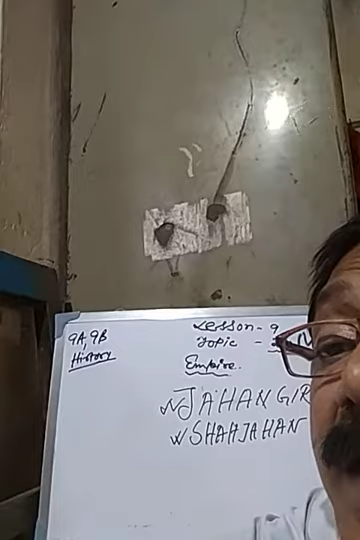 9A, 9B
History
Lesson - 9
Topic -
Empire.
JAHANGIR
SHAHJAHAN